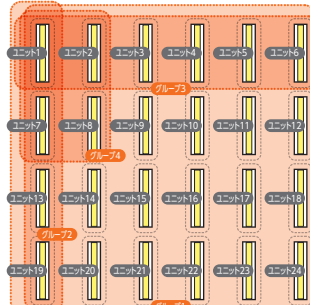 ユニット1 ユニット2 ユニット3 ユニット4 ユニット5 ユニット6
グループ3
ユニット7 ユニット8 ユニット9 ユニット10 ユニット11 ユニット12
グループ4
ユニット13 ユニット14 ユニット15 ユニット16 ユニット17 ユニット18
グループ2
ユニット19 ユニット20 ユニット21 ユニット22 ユニット23 ユニット24